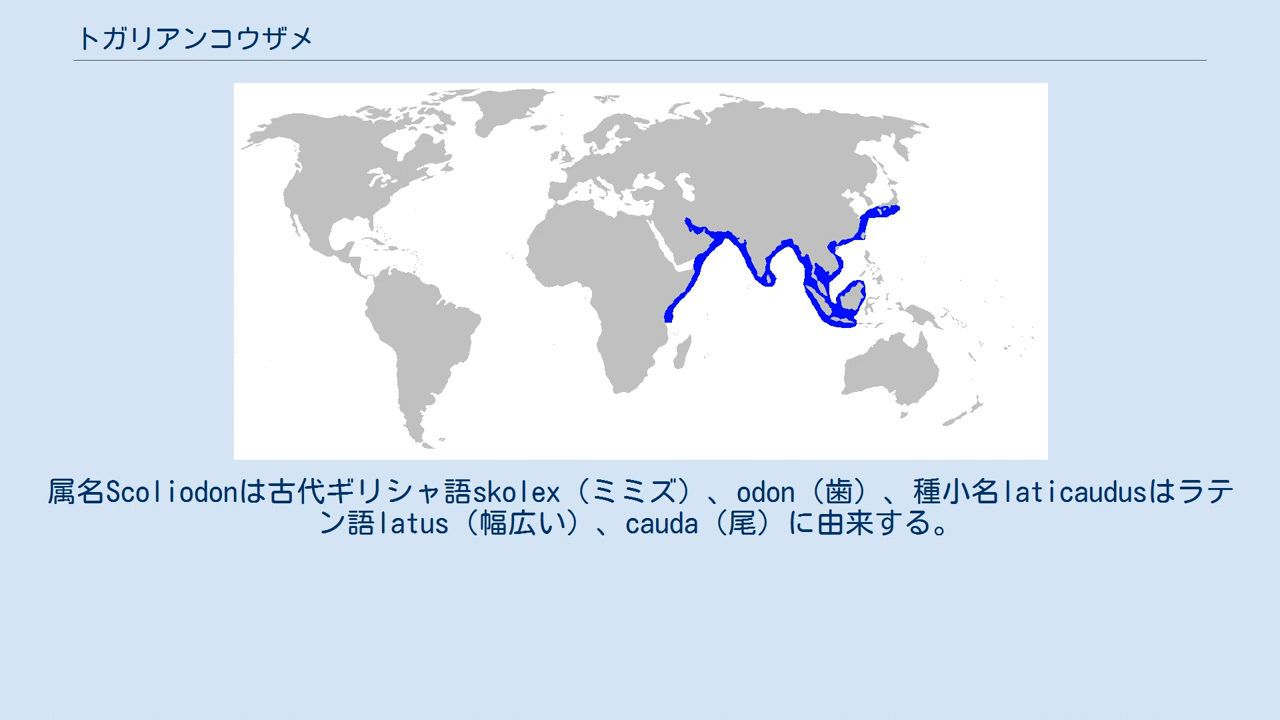 トガリアンコウザメ
属名Scoliodonは古代ギリシャ語skolex（ミミズ）、odon（歯）、種小名laticaudusはラテ
ン語latus（幅広い）、cauda（尾）に由来する。